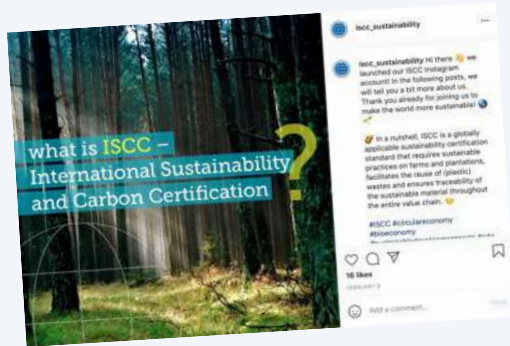 what is ISCC –
International Sustainability
and Carbon Certification
?
iscc_sustainability
iscc_sustainability Hi there 👋 we
launched our ISCC Instagram
account! In the following posts, we
will tell you a bit more about us.
Thank you already for joining us to
make the world more sustainable! 🌎
🌱
In a nutshell, ISCC is a globally
applicable sustainability certification
standard that requires sustainable
practices on farms and plantations,
facilitates the reuse of (plastic)
wastes and ensures traceability of
the sustainable material throughout
the entire value chain.
#ISCC #circulareconomy
#bioeconomy
16 likes
FEBRUARY
Add a comment...
Post